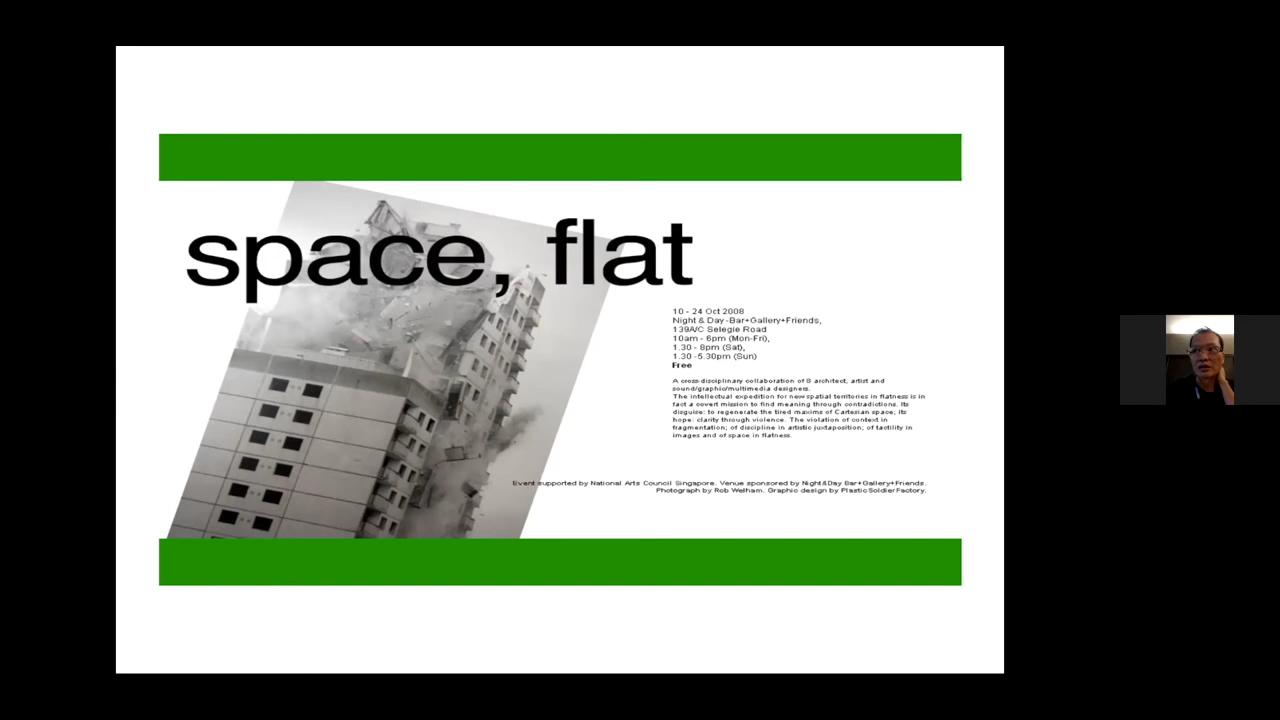 space, flat
10 - 24 Oct 2008
Night & Day -Bar+Gallery+Friends,
139A/C Selegie Road
10am - 6pm (Mon-Fri),
1.30 - 8pm (Sat),
1.30 -5.30pm (Sun)
Free
A cross-disciplinary collaboration of 8 architect, artist and
sound/graphic/multimedia designers.
The intellectual expedition for new spatial territories in flatness is in
fact a covert mission to find meaning through contradictions. Its
disguise: to regenerate the tired maxims of Cartesian space; its
hope: clarity through violence. The violation of context in
fragmentation; of discipline in artistic juxtaposition; of tactility in
images and of space in flatness.
Event supported by National Arts Council Singapore. Venue sponsored by Night&Day Bar+Gallery+Friends.
Photograph by Rob Welham. Graphic design by PlasticSoldierFactory.